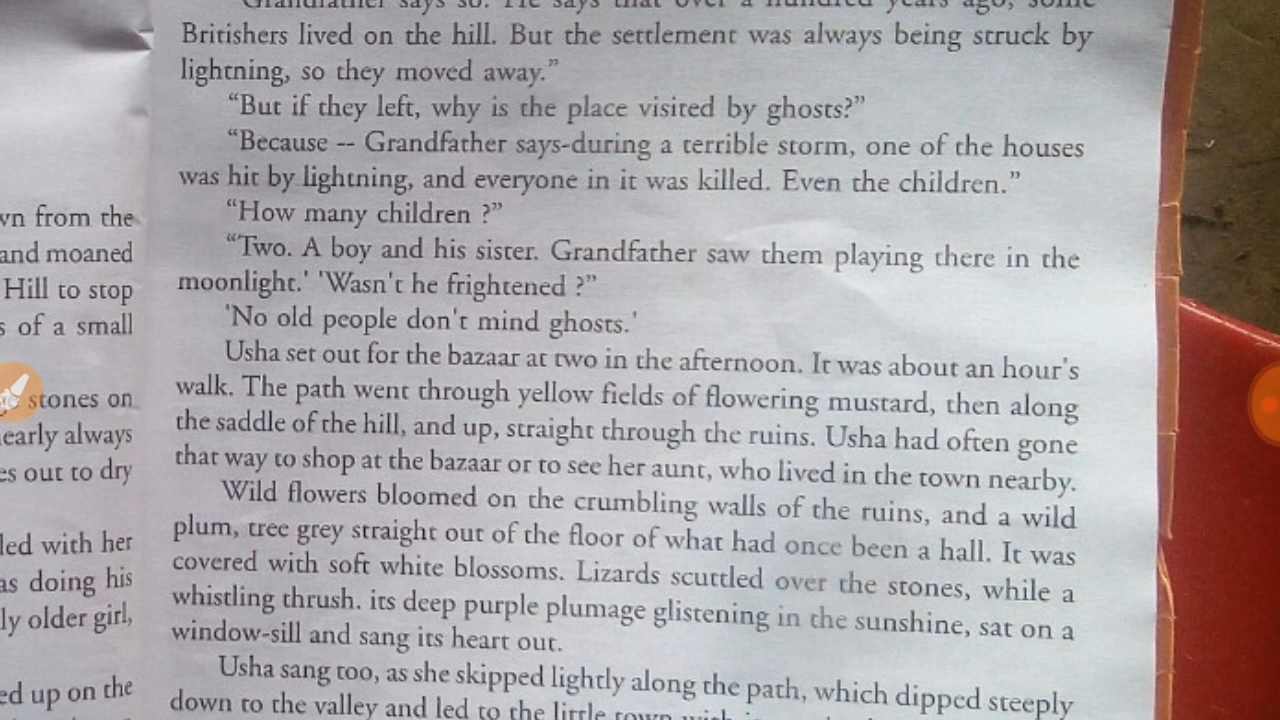 wn from the
and moaned
Hill to stop
s of a small
stones on
early always
es out to dry
led with her
as doing his
ly older girl,
ed up on the
Grandfather says so. He says that over a hundred years ago, some
Britishers lived on the hill. But the settlement was always being struck by
lightning, so they moved away.”
“But if they left, why is the place visited by ghosts?”
“Because -- Grandfather says-during a terrible storm, one of the houses
was hit by lightning, and everyone in it was killed. Even the children.”
“How many children ?”
“Two. A boy and his sister. Grandfather saw them playing there in the
moonlight.' 'Wasn't he frightened ?”
'No old people don't mind ghosts.'
Usha set out for the bazaar at two in the afternoon. It was about an hour's
walk. The path went through yellow fields of flowering mustard, then along
the saddle of the hill, and up, straight through the ruins. Usha had often gone
that way to shop at the bazaar or to see her aunt, who lived in the town nearby.
Wild flowers bloomed on the crumbling walls of the ruins, and a wild
plum, tree grey straight out of the floor of what had once been a hall. It was
covered with soft white blossoms. Lizards scuttled over the stones, while a
whistling thrush. its deep purple plumage glistening in the sunshine, sat on a
window-sill and sang its heart out.
Usha sang too, as she skipped lightly along the path, which dipped steeply
down to the valley and led to the little town